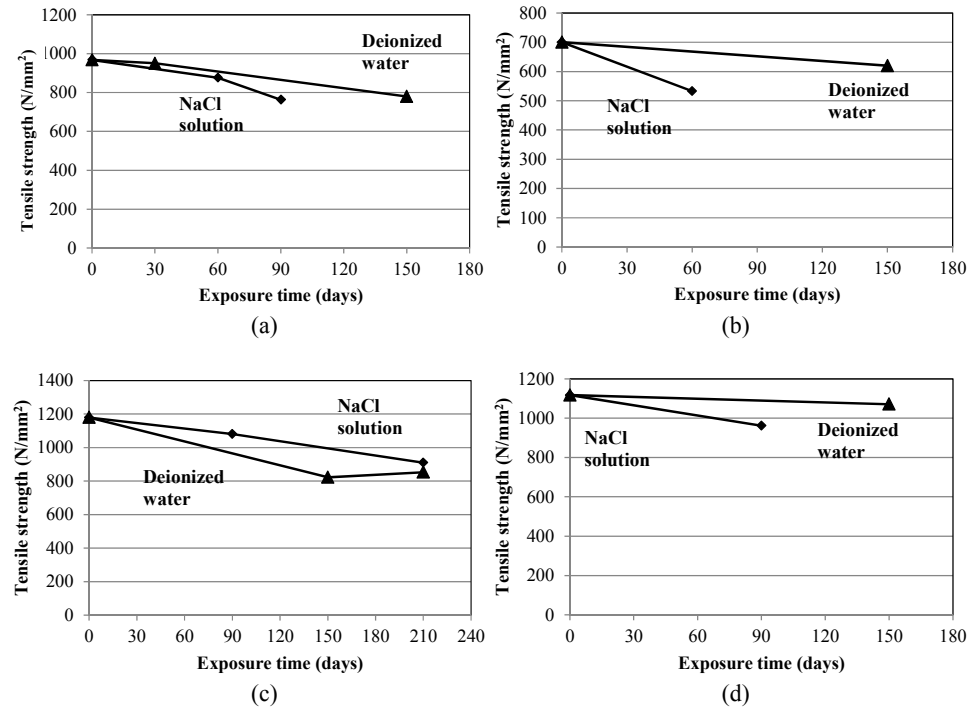 1200
1000
800
600
400
200
0
0 30 60 90 120 150 180
Tensile strength (N/mm²)
Exposure time (days)
Deionized
water
NaCl
solution
(a)
700
600
500
400
300
200
100
0
0 30 60 90 120 150 180
Tensile strength (N/mm²)
Exposure time (days)
NaCl
solution
Deionized
water
(b)
1400
1200
1000
800
600
400
200
0
0 30 60 90 120 150 180 210 240
Tensile strength (N/mm²)
Exposure time (days)
NaCl
solution
Deionized
water
(c)
1200
1000
800
600
400
200
0
0 30 60 90 120 150 180
Tensile strength (N/mm²)
Exposure time (days)
NaCl
solution
Deionized
water
(d)